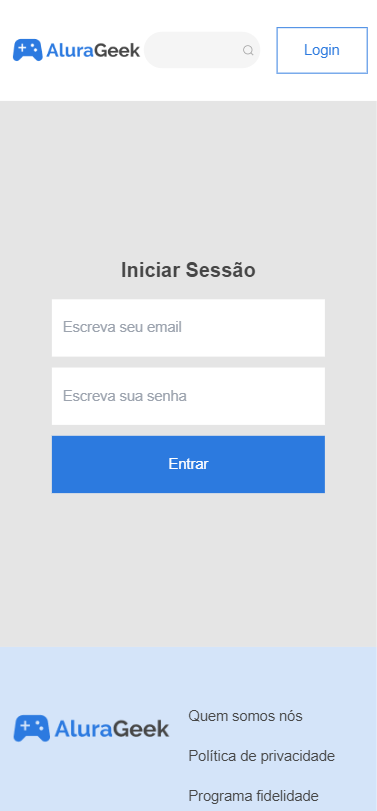 AluraGeek
Login
Iniciar Sessão
Escreva seu email
Escreva sua senha
Entrar
AluraGeek
Quem somos nós
Política de privacidade
Programa fidelidade